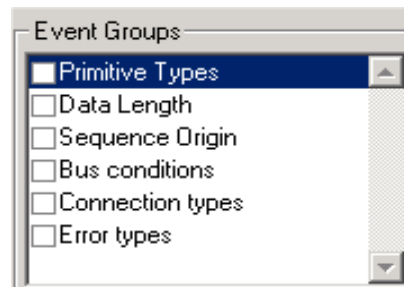 Event Groups
Primitive Types
Data Length
Sequence Origin
Bus conditions
Connection types
Error types